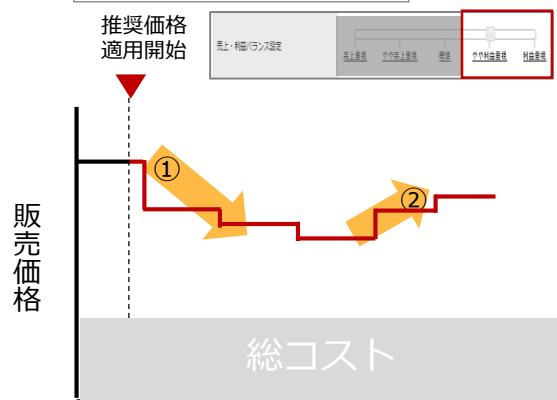 推奨価格
適用開始
売上・利益バランス設定
売上重視
やや売上重視
標準
やや利益重視
利益重視
①
②
販売価格
総コスト